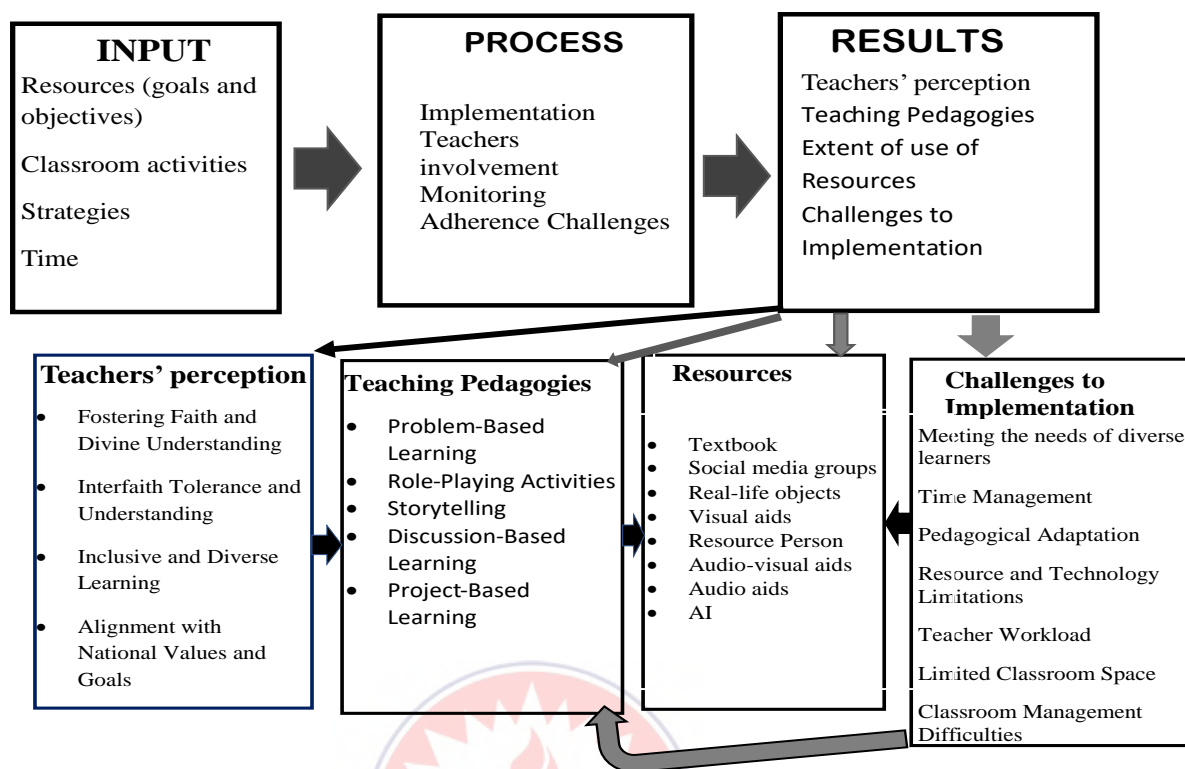 INPUT
Resources (goals and
objectives)
Classroom activities
Strategies
Time
PROCESS
Implementation
Teachers
involvement
Monitoring
Adherence Challenges
RESULTS
Teachers’ perception
Teaching Pedagogies
Extent of use of
Resources
Challenges to
Implementation
Teachers’ perception
• Fostering Faith and
Divine Understanding
• Interfaith Tolerance and
Understanding
• Inclusive and Diverse
Learning
• Alignment with
National Values and
Goals
Teaching Pedagogies
• Problem-Based
Learning
• Role-Playing Activities
• Storytelling
• Discussion-Based
Learning
• Project-Based
Learning
Resources
• Textbook
• Social media groups
• Real-life objects
• Visual aids
• Resource Person
• Audio-visual aids
• Audio aids
• AI
Challenges to
Implementation
Meeting the needs of diverse
learners
Time Management
Pedagogical Adaptation
Resource and Technology
Limitations
Teacher Workload
Limited Classroom Space
Classroom Management
Difficulties